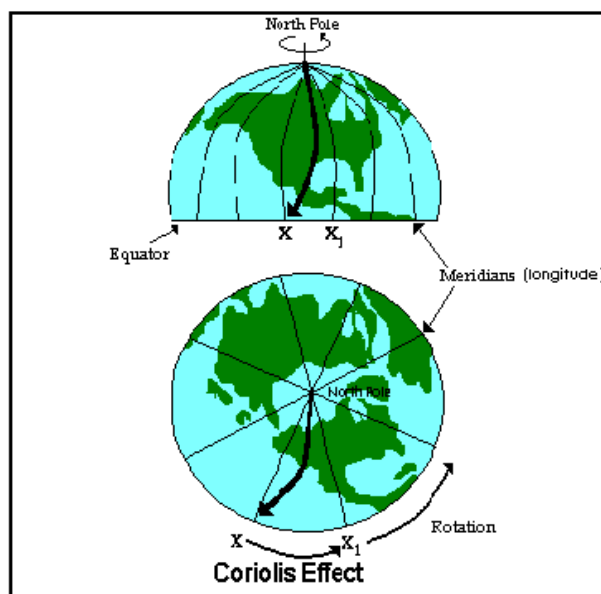 North Pole
Equator
X
X1
Meridians (longitude)
North Pole
X
X1
Rotation
Coriolis Effect